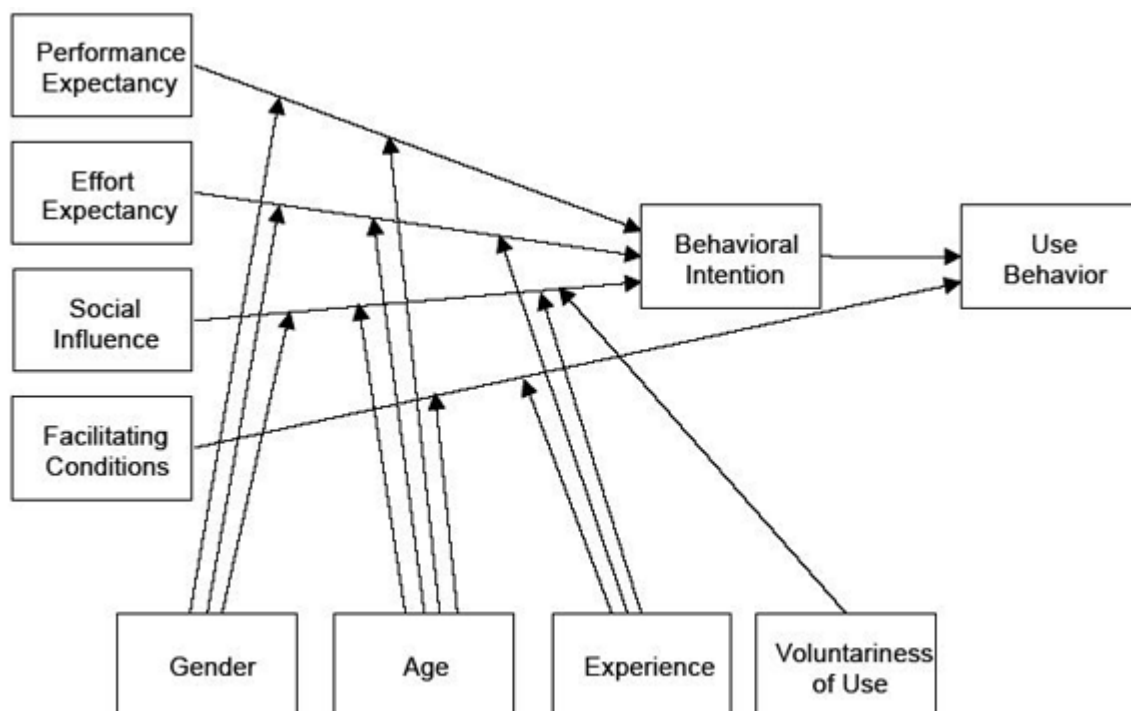 Performance
Expectancy
Effort
Expectancy
Social
Influence
Facilitating
Conditions
Behavioral
Intention
Use
Behavior
Gender
Age
Experience
Voluntariness
of Use